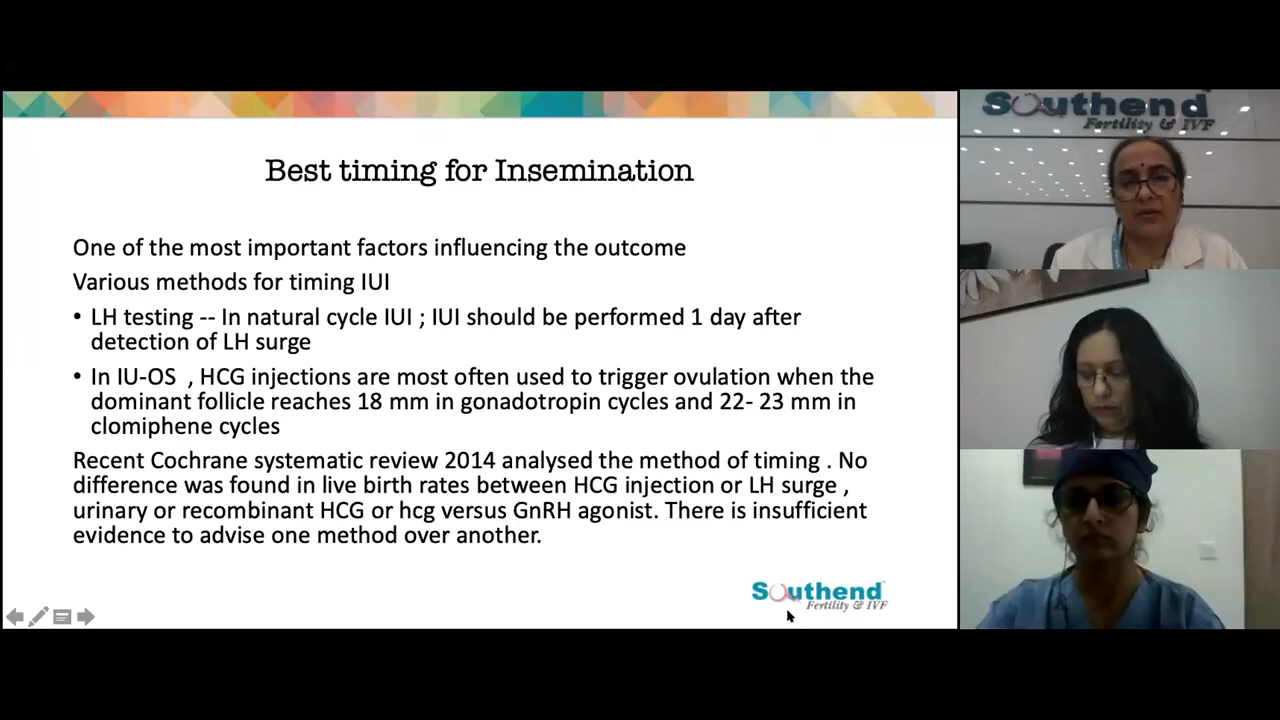 Best timing for Insemination
One of the most important factors influencing the outcome
Various methods for timing IUI
• LH testing -- In natural cycle IUI ; IUI should be performed 1 day after
detection of LH surge
• In IU-OS , HCG injections are most often used to trigger ovulation when the
dominant follicle reaches 18 mm in gonadotropin cycles and 22- 23 mm in
clomiphene cycles
Recent Cochrane systematic review 2014 analysed the method of timing . No
difference was found in live birth rates between HCG injection or LH surge ,
urinary or recombinant HCG or hcg versus GnRH agonist. There is insufficient
evidence to advise one method over another.
Southend
Fertility & IVF
Southend
Fertility & IVF